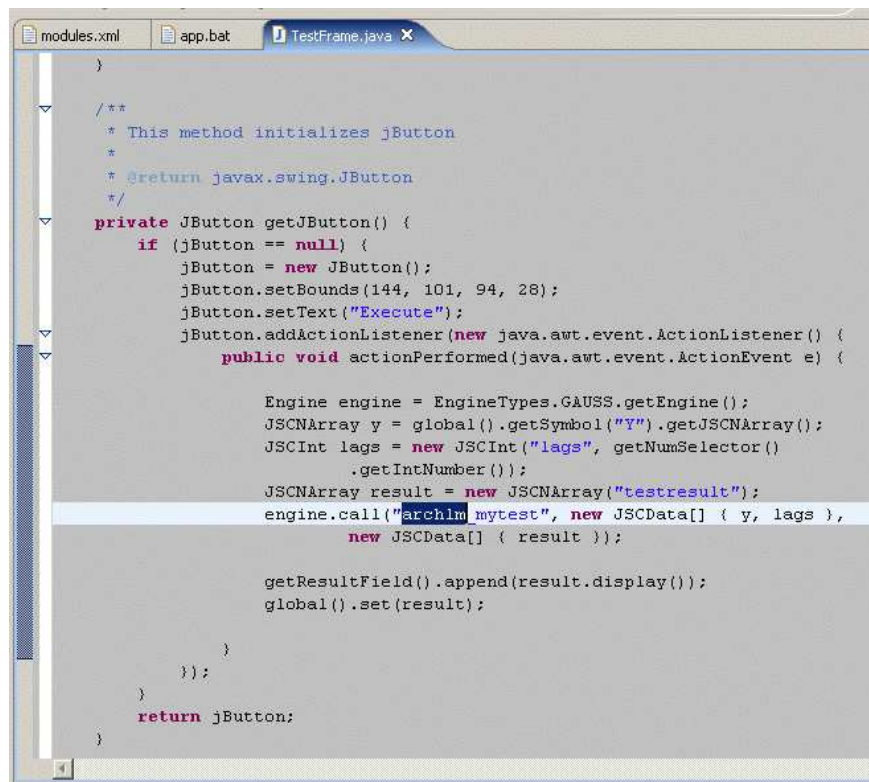 modules.xml app.bat TestFrame.java
}
/**
* This method initializes jButton
*
* @return javax.swing.JButton
*/
private JButton getJButton() {
if (jButton == null) {
jButton = new JButton();
jButton.setBounds(144, 101, 94, 28);
jButton.setText("Execute");
jButton.addActionListener(new java.awt.event.ActionListener() {
public void actionPerformed(java.awt.event.ActionEvent e) {
Engine engine = EngineTypes.GAUSS.getEngine();
JSCNArray y = global().getSymbol("Y").getJSCNArray();
JSCInt lags = new JSCInt("lags", getNumSelector()
.getIntNumber());
JSCNArray result = new JSCNArray("testresult");
engine.call("archlm_mytest", new JSCData[] { y, lags },
new JSCData[] { result });
getResultField().append(result.display());
global().set(result);
}
});
}
return jButton;
}